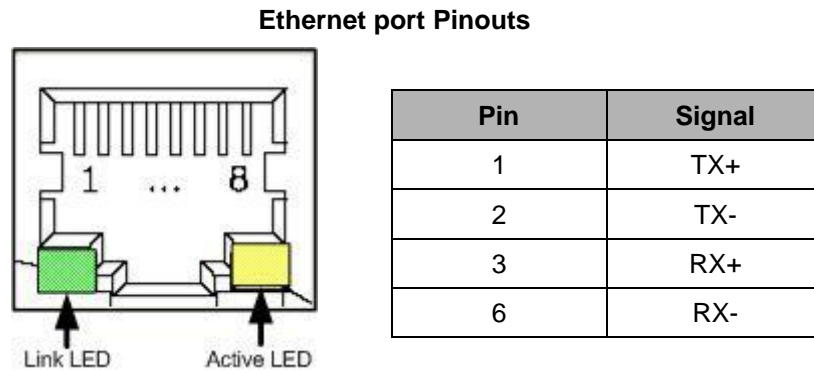 Ethernet port Pinouts
1 ... 8
Link LED Active LED
Pin Signal
1 TX+
2 TX-
3 RX+
6 RX-